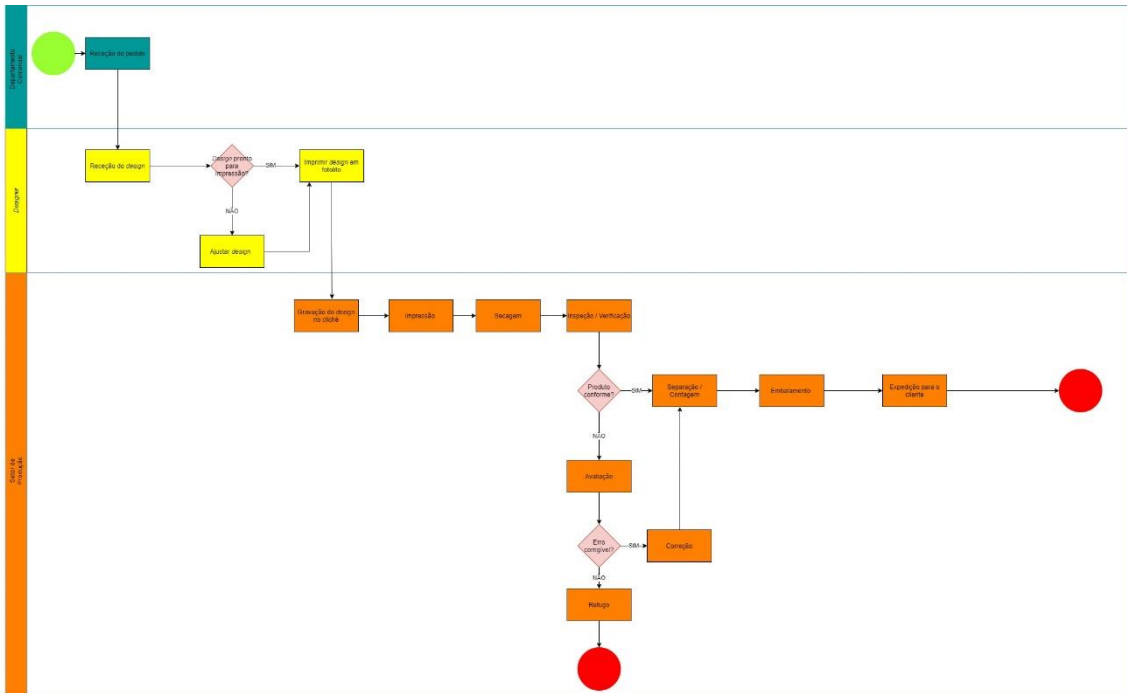 Departamento
Comercial
Receção do pedido
Designer
Receção do design
Design pronto
para
impressão?
SIM
Imprimir design em
fotolito
NÃO
Ajustar design
Setor de
Produção
Gravação do design
no cliché
Impressão
Secagem
Inspeção / Verificação
Produto
conforme?
SIM
Separação /
Contagem
Embalamento
Expedição para o
cliente
NÃO
Avaliação
Erro
corrigível?
SIM
Correção
NÃO
Refugo